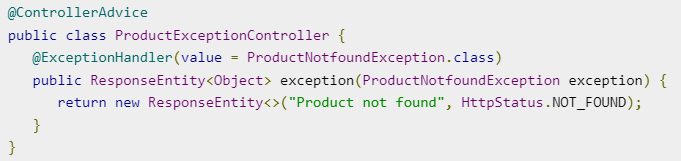 @ControllerAdvice
public class ProductExceptionController {
   @ExceptionHandler(value = ProductNotfoundException.class)
   public ResponseEntity<Object> exception(ProductNotfoundException exception) {
      return new ResponseEntity<>("Product not found", HttpStatus.NOT_FOUND);
   }
}